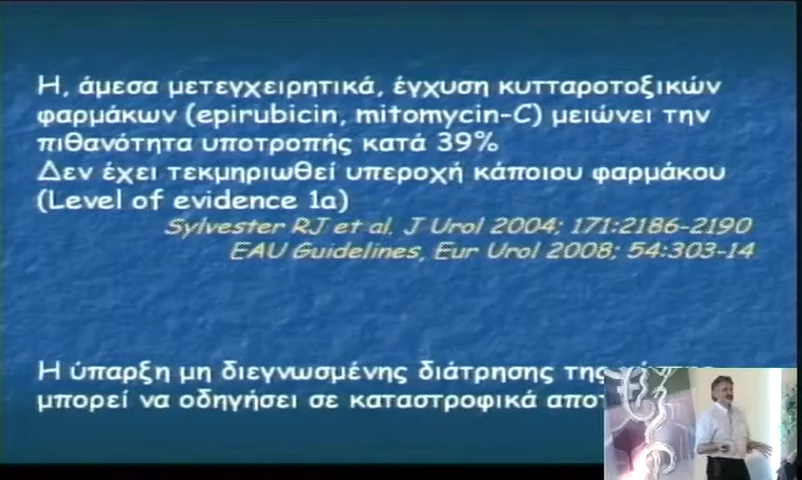 Η, άμεσα μετεγχειρητικά, έγχυση κυτταροτοξικών
φαρμάκων (epirubicin, mitomycin-C) μειώνει την
πιθανότητα υποτροπής κατά 39%
Δεν έχει τεκμηριωθεί υπεροχή κάποιου φαρμάκου
(Level of evidence 1a)
Sylvester RJ et al. J Urol 2004; 171:2186-2190
EAU Guidelines, Eur Urol 2008; 54:303-14
Η ύπαρξη μη διεγνωσμένης διάτρησης της
μπορεί να οδηγήσει σε καταστροφικά